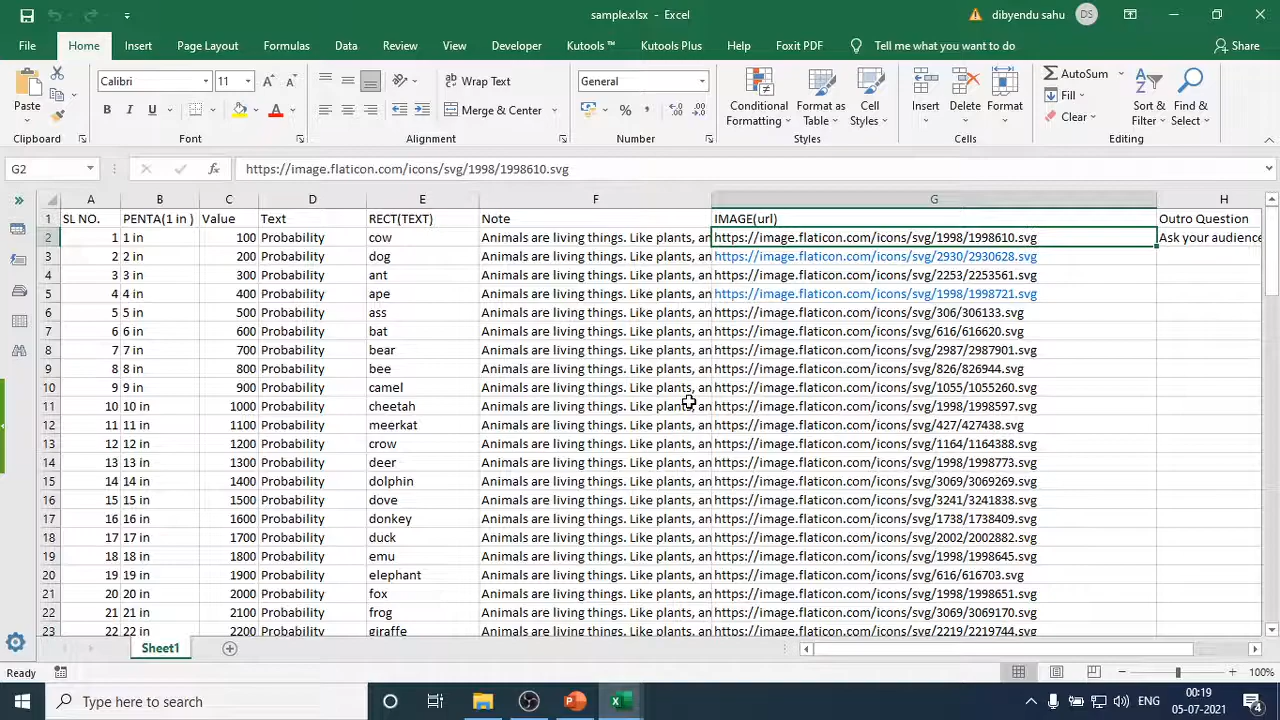 sample.xlsx - Excel
dibyendu sahu DS
File Home Insert Page Layout Formulas Data Review View Developer Kutools™ Kutools Plus Help Foxit PDF Tell me what you want to do Share
Paste
Clipboard
Calibri 11
B I U
Font
Wrap Text
Merge & Center
Alignment
General
Number
Conditional Formatting
Format as Table
Cell Styles
Styles
Insert Delete Format
Cells
AutoSum
Fill
Clear
Sort & Filter
Find & Select
Editing
G2 fx https://image.flaticon.com/icons/svg/1998/1998610.svg
A B C D E F G H
1 SL NO. PENTA(1 in ) Value Text RECT(TEXT) Note IMAGE(url) Outro Question
2 1 1 in 100 Probability cow Animals are living things. Like plants, an https://image.flaticon.com/icons/svg/1998/1998610.svg Ask your audience
3 2 2 in 200 Probability dog Animals are living things. Like plants, an https://image.flaticon.com/icons/svg/2930/2930628.svg
4 3 3 in 300 Probability ant Animals are living things. Like plants, an https://image.flaticon.com/icons/svg/2253/2253561.svg
5 4 4 in 400 Probability ape Animals are living things. Like plants, an https://image.flaticon.com/icons/svg/1998/1998721.svg
6 5 5 in 500 Probability ass Animals are living things. Like plants, an https://image.flaticon.com/icons/svg/306/306133.svg
7 6 6 in 600 Probability bat Animals are living things. Like plants, an https://image.flaticon.com/icons/svg/616/616620.svg
8 7 7 in 700 Probability bear Animals are living things. Like plants, an https://image.flaticon.com/icons/svg/2987/2987901.svg
9 8 8 in 800 Probability bee Animals are living things. Like plants, an https://image.flaticon.com/icons/svg/826/826944.svg
10 9 9 in 900 Probability camel Animals are living things. Like plants, an https://image.flaticon.com/icons/svg/1055/1055260.svg
11 10 10 in 1000 Probability cheetah Animals are living things. Like plants, an https://image.flaticon.com/icons/svg/1998/1998597.svg
12 11 11 in 1100 Probability meerkat Animals are living things. Like plants, an https://image.flaticon.com/icons/svg/427/427438.svg
13 12 12 in 1200 Probability crow Animals are living things. Like plants, an https://image.flaticon.com/icons/svg/1164/1164388.svg
14 13 13 in 1300 Probability deer Animals are living things. Like plants, an https://image.flaticon.com/icons/svg/1998/1998773.svg
15 14 14 in 1400 Probability dolphin Animals are living things. Like plants, an https://image.flaticon.com/icons/svg/3069/3069269.svg
16 15 15 in 1500 Probability dove Animals are living things. Like plants, an https://image.flaticon.com/icons/svg/3241/3241838.svg
17 16 16 in 1600 Probability donkey Animals are living things. Like plants, an https://image.flaticon.com/icons/svg/1738/1738409.svg
18 17 17 in 1700 Probability duck Animals are living things. Like plants, an https://image.flaticon.com/icons/svg/2002/2002882.svg
19 18 18 in 1800 Probability emu Animals are living things. Like plants, an https://image.flaticon.com/icons/svg/1998/1998645.svg
20 19 19 in 1900 Probability elephant Animals are living things. Like plants, an https://image.flaticon.com/icons/svg/616/616703.svg
21 20 20 in 2000 Probability fox Animals are living things. Like plants, an https://image.flaticon.com/icons/svg/1998/1998651.svg
22 21 21 in 2100 Probability frog Animals are living things. Like plants, an https://image.flaticon.com/icons/svg/3069/3069170.svg
23 22 22 in 2200 Probability giraffe Animals are living things. Like plants, an https://image.flaticon.com/icons/svg/2219/2219744.svg
Sheet1
Ready 100%
Type here to search
ENG 00:19
05-07-2021
4